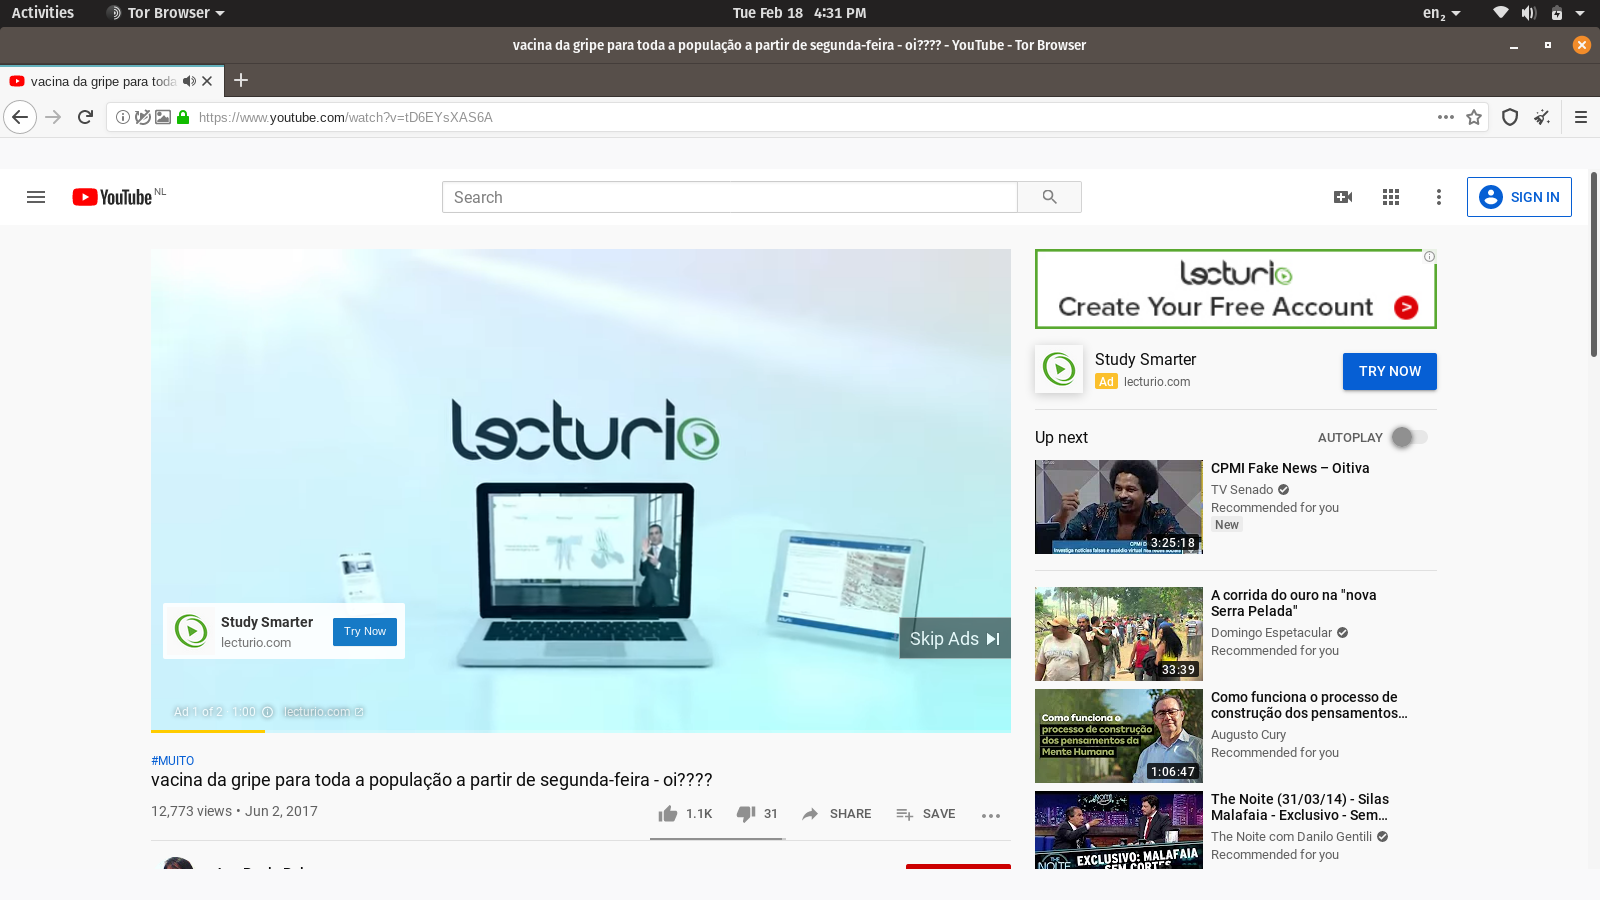 Activities
Tor Browser
Tue Feb 18 4:31 PM
en₂
vacina da gripe para toda a população a partir de segunda-feira - oi???? - YouTube - Tor Browser
vacina da gripe para toda
https://www.youtube.com/watch?v=tD6EYsXAS6A
YouTube NL
Search
SIGN IN
lecturio
Study Smarter
lecturio.com
Try Now
Skip Ads
Ad 1 of 2 · 1:00
lecturio.com
#MUITO
vacina da gripe para toda a população a partir de segunda-feira - oi????
12,773 views • Jun 2, 2017
1.1K
31
SHARE
SAVE
lecturio
Create Your Free Account
Study Smarter
Ad lecturio.com
TRY NOW
Up next
AUTOPLAY
3:25:18
CPMI Fake News – Oitiva
TV Senado
Recommended for you
New
33:39
A corrida do ouro na "nova
Serra Pelada"
Domingo Espetacular
Recommended for you
Como funciona o
processo de construção
dos pensamentos da
Mente Humana
1:06:47
Como funciona o processo de
construção dos pensamentos…
Augusto Cury
Recommended for you
THE NOITE
EXCLUSIVO: MALAFAIA
SEM CORTES
The Noite (31/03/14) - Silas
Malafaia - Exclusivo - Sem…
The Noite com Danilo Gentili
Recommended for you